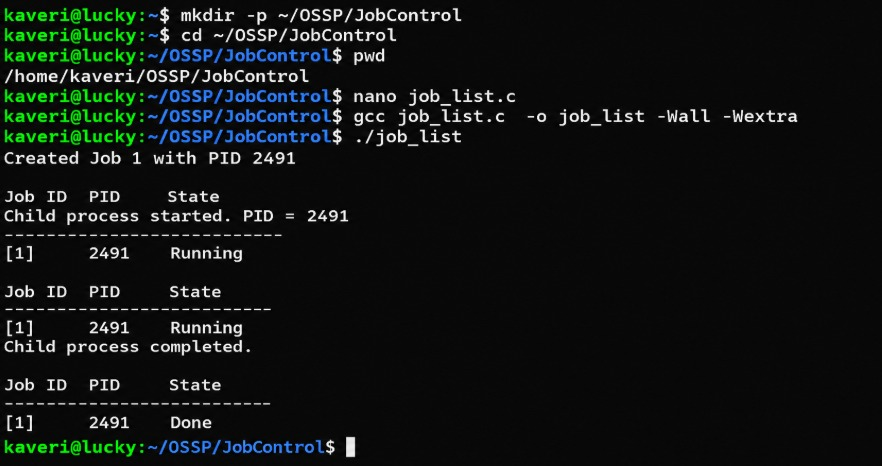 kaveri@lucky:~$ mkdir -p ~/OSSP/JobControl
kaveri@lucky:~$ cd ~/OSSP/JobControl
kaveri@lucky:~/OSSP/JobControl$ pwd
/home/kaveri/OSSP/JobControl
kaveri@lucky:~/OSSP/JobControl$ nano job_list.c
kaveri@lucky:~/OSSP/JobControl$ gcc job_list.c  -o job_list -Wall -Wextra
kaveri@lucky:~/OSSP/JobControl$ ./job_list
Created Job 1 with PID 2491
Job ID  PID     State
Child process started. PID = 2491
---------------------------
[1]     2491    Running
Job ID  PID     State
--------------------------
[1]     2491    Running
Child process completed.
Job ID  PID     State
--------------------------
[1]     2491    Done
kaveri@lucky:~/OSSP/JobControl$